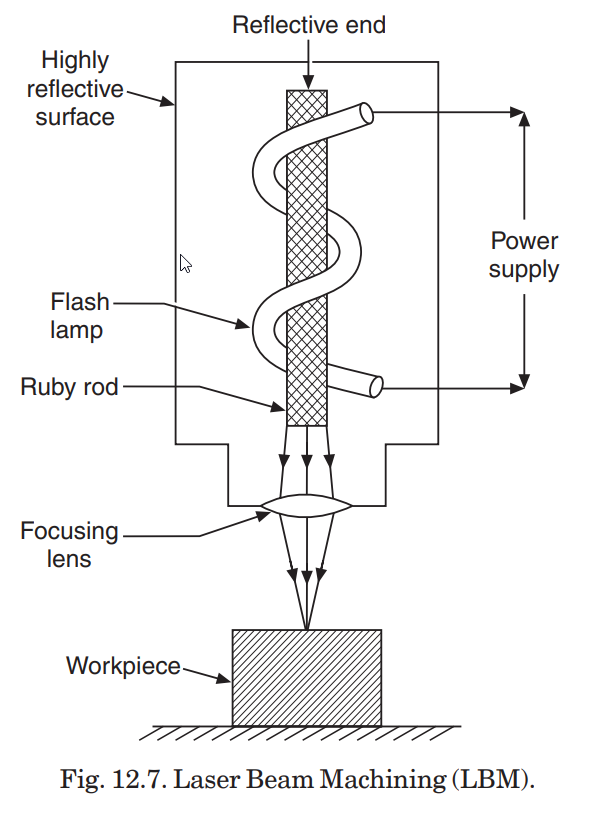 Reflective end
Highly
reflective
surface
Power
supply
Flash
lamp
Ruby rod
Focusing
lens
Workpiece
Fig. 12.7. Laser Beam Machining (LBM).